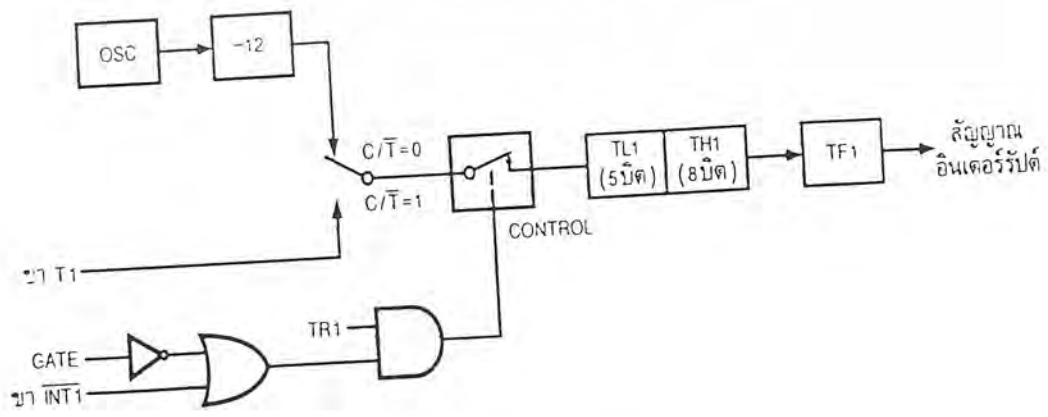 OSC
-12
C/T̅=0
C/T̅=1
TL1
(5บิต)
TH1
(8บิต)
TF1
สัญญาณ
อินเตอร์รัปต์
CONTROL
ขา T1
TR1
GATE
ขา I̅N̅T̅1̅